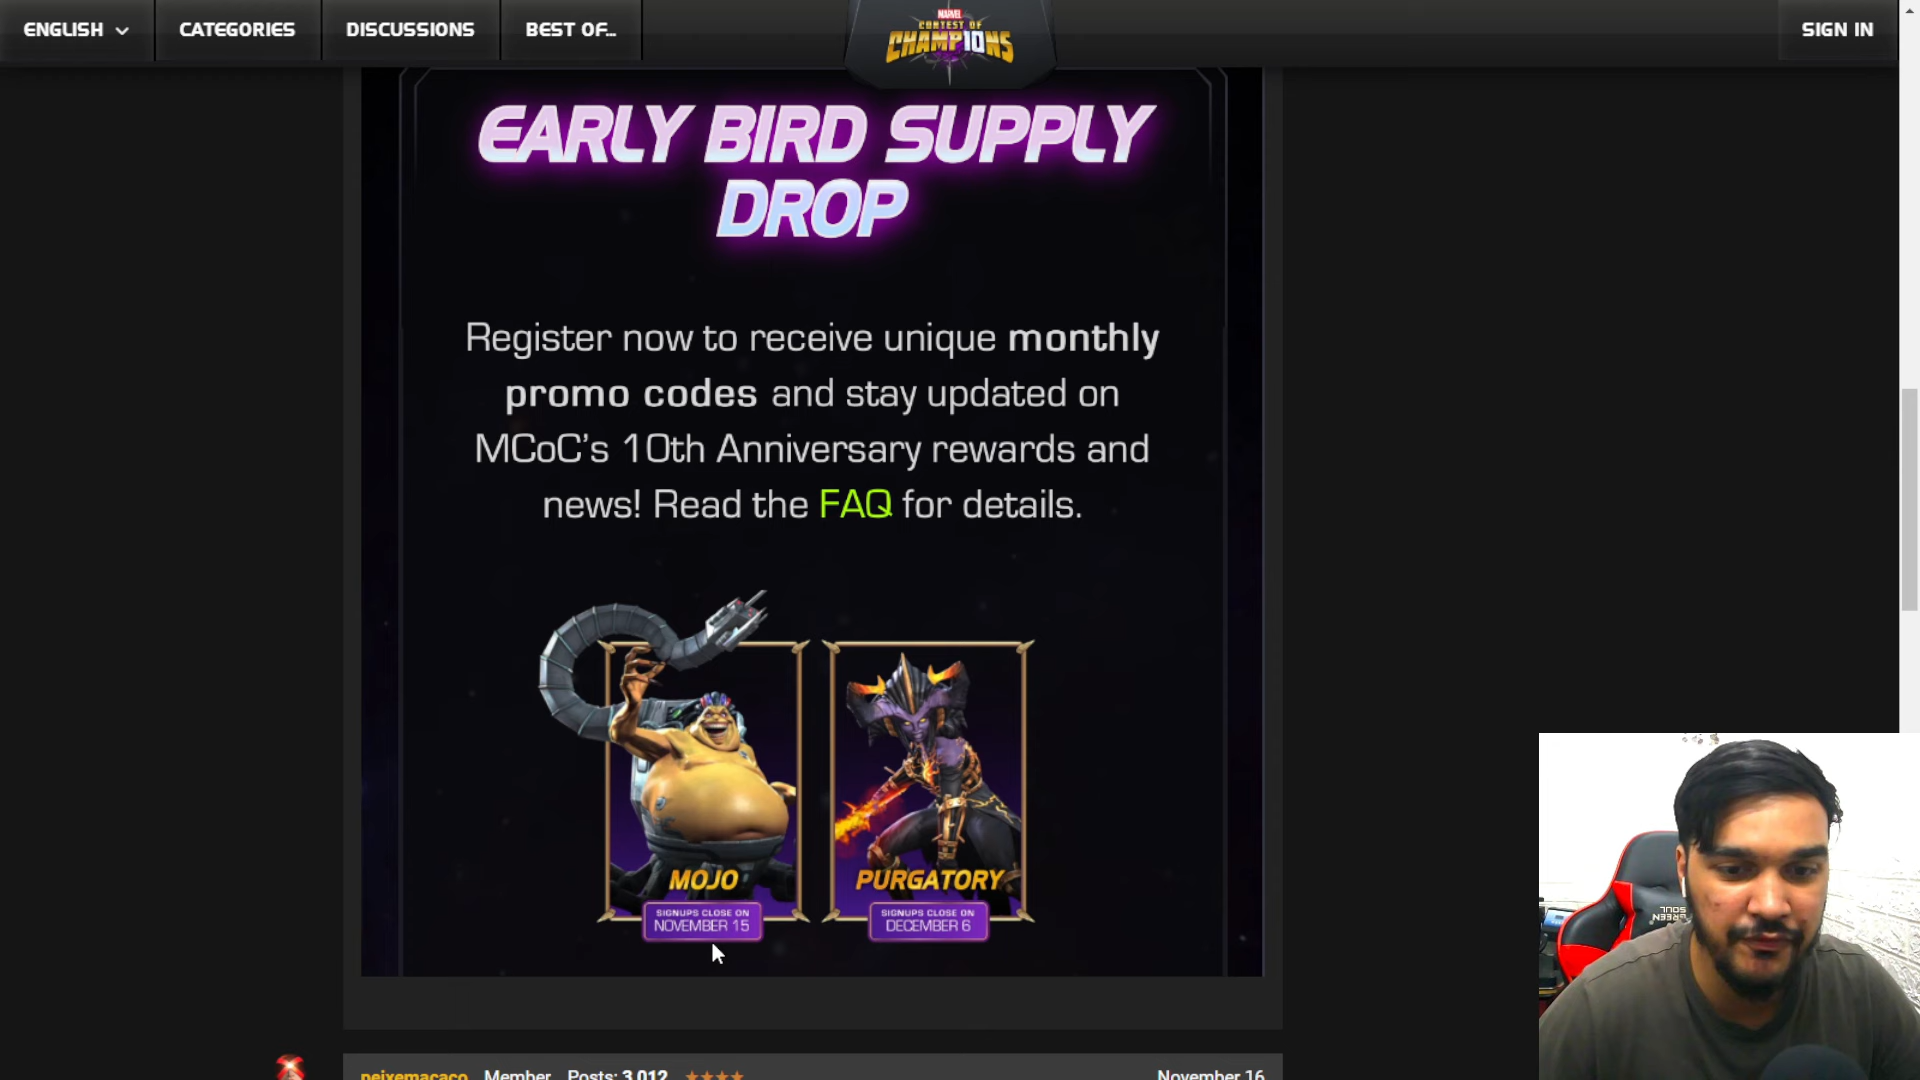 ENGLISH CATEGORIES DISCUSSIONS BEST OF... SIGN IN
MARVEL
CONTEST OF
CHAMP10NS
EARLY BIRD SUPPLY
DROP
Register now to receive unique monthly
promo codes and stay updated on
MCoC's 10th Anniversary rewards and
news! Read the FAQ for details.
MOJO
SIGNUPS CLOSE ON
NOVEMBER 15
PURGATORY
SIGNUPS CLOSE ON
DECEMBER 6
peixemacaco Member Posts: 3,012 ★★★★ November 16